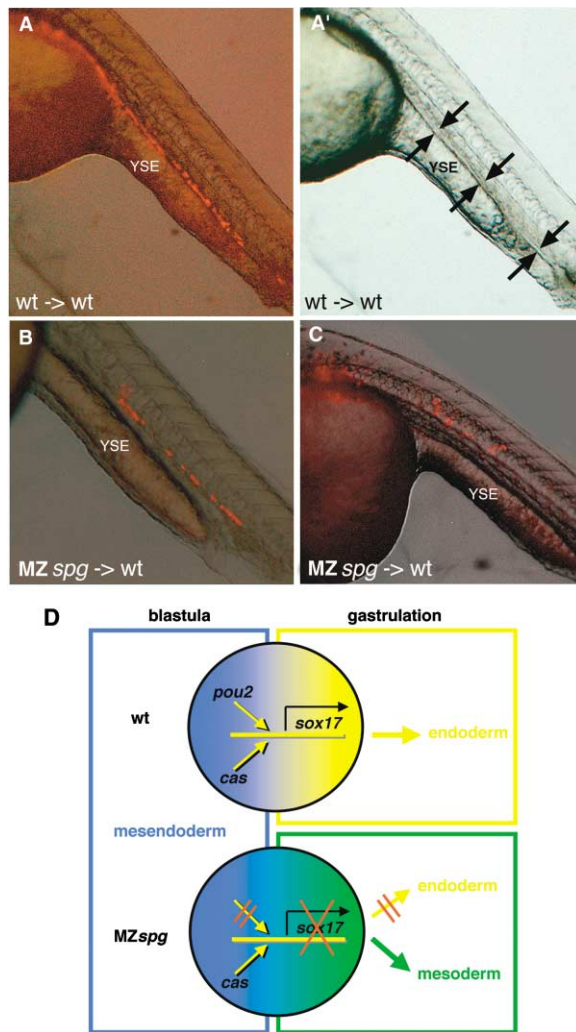 A
YSE
wt -> wt
A'
YSE
wt -> wt
B
YSE
MZ spg -> wt
C
YSE
MZ spg -> wt
D
blastula
gastrulation
wt
pou2
sox17
cas
endoderm
mesendoderm
MZspg
sox17
cas
endoderm
mesoderm